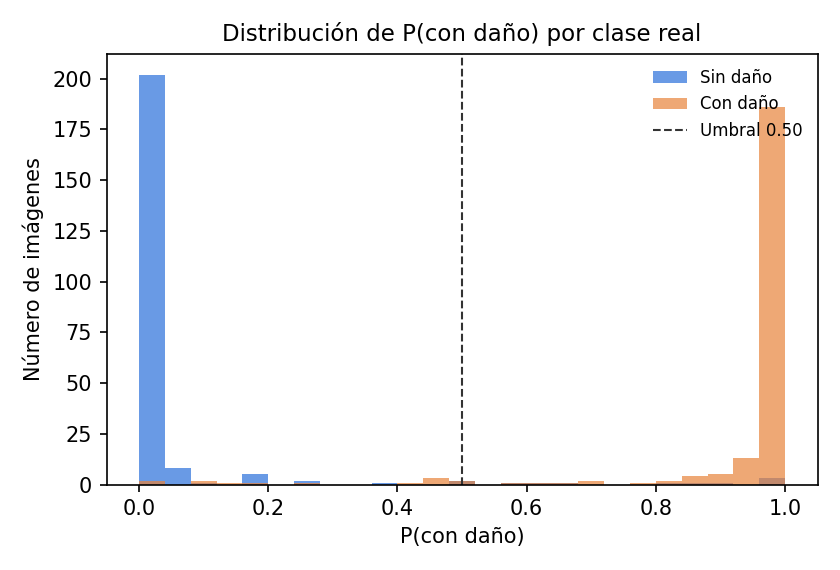 Distribución de P(con daño) por clase real
Número de imágenes
200
175
150
125
100
75
50
25
0
Sin daño
Con daño
Umbral 0.50
0.0 0.2 0.4 0.6 0.8 1.0
P(con daño)